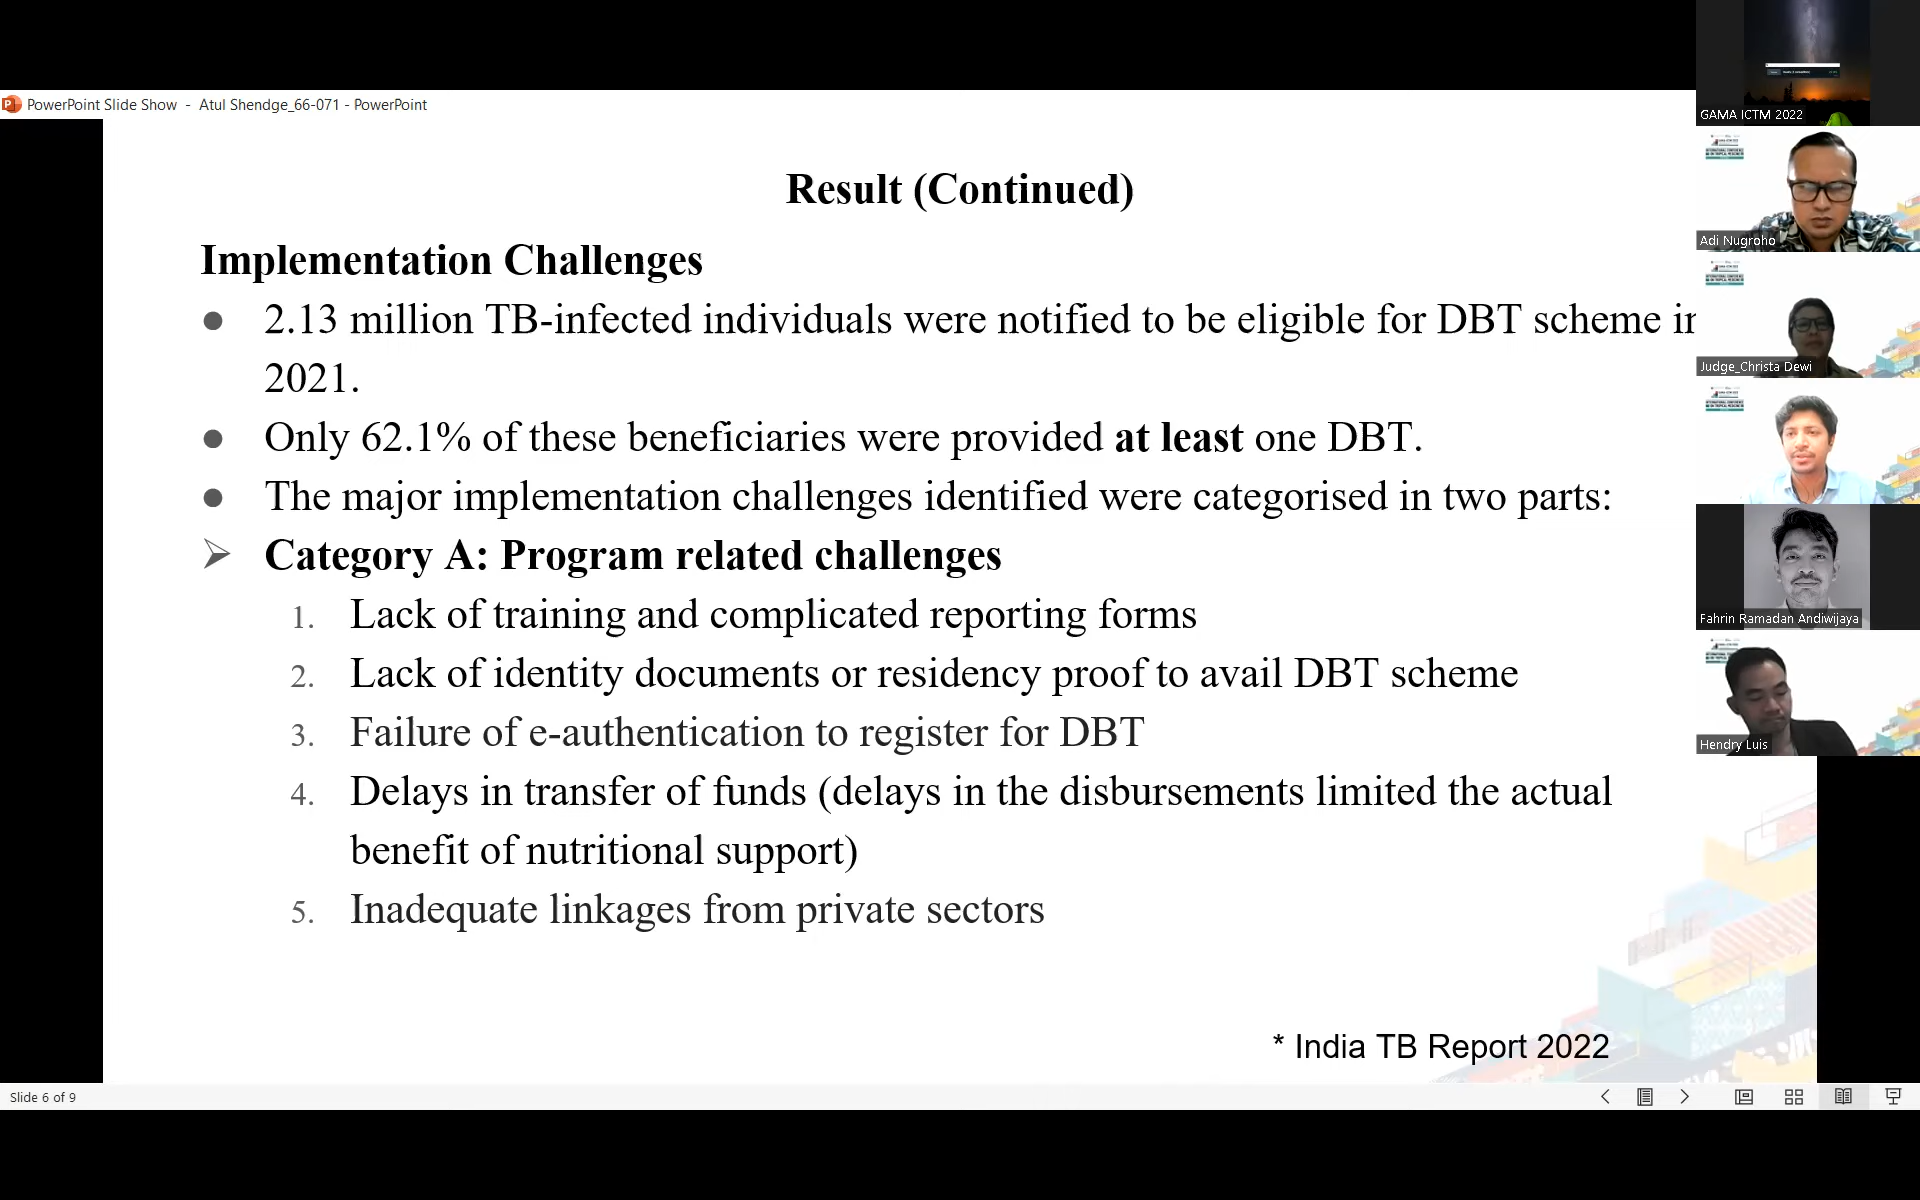 PowerPoint Slide Show - Atul Shendge_66-071 - PowerPoint
Result (Continued)
Implementation Challenges
● 2.13 million TB-infected individuals were notified to be eligible for DBT scheme in
2021.
● Only 62.1% of these beneficiaries were provided at least one DBT.
● The major implementation challenges identified were categorised in two parts:
➢ Category A: Program related challenges
1. Lack of training and complicated reporting forms
2. Lack of identity documents or residency proof to avail DBT scheme
3. Failure of e-authentication to register for DBT
4. Delays in transfer of funds (delays in the disbursements limited the actual
benefit of nutritional support)
5. Inadequate linkages from private sectors
* India TB Report 2022
Slide 6 of 9
GAMA ICTM 2022
Adi Nugroho
Judge_Christa Dewi
Fahrin Ramadan Andiwijaya
Hendry Luis